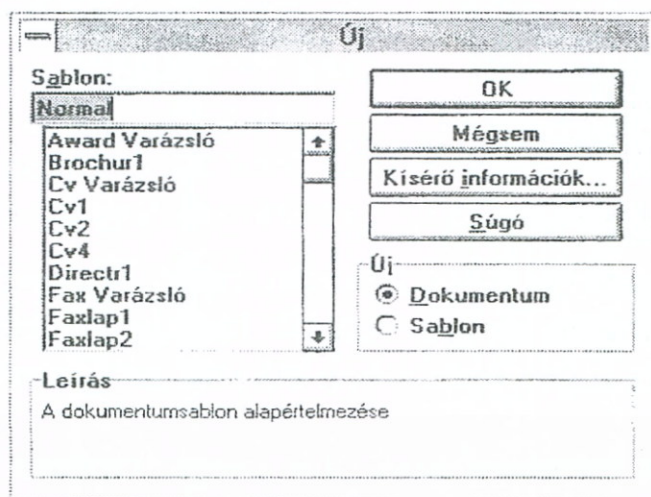 Új
Sablon:
Normal
Award Varázsló
Brochur1
Cv Varázsló
Cv1
Cv2
Cv4
Directr1
Fax Varázsló
Faxlap1
Faxlap2
OK
Mégsem
Kísérő információk...
Súgó
Új
Dokumentum
Sablon
Leírás
A dokumentumsablon alapértelmezése